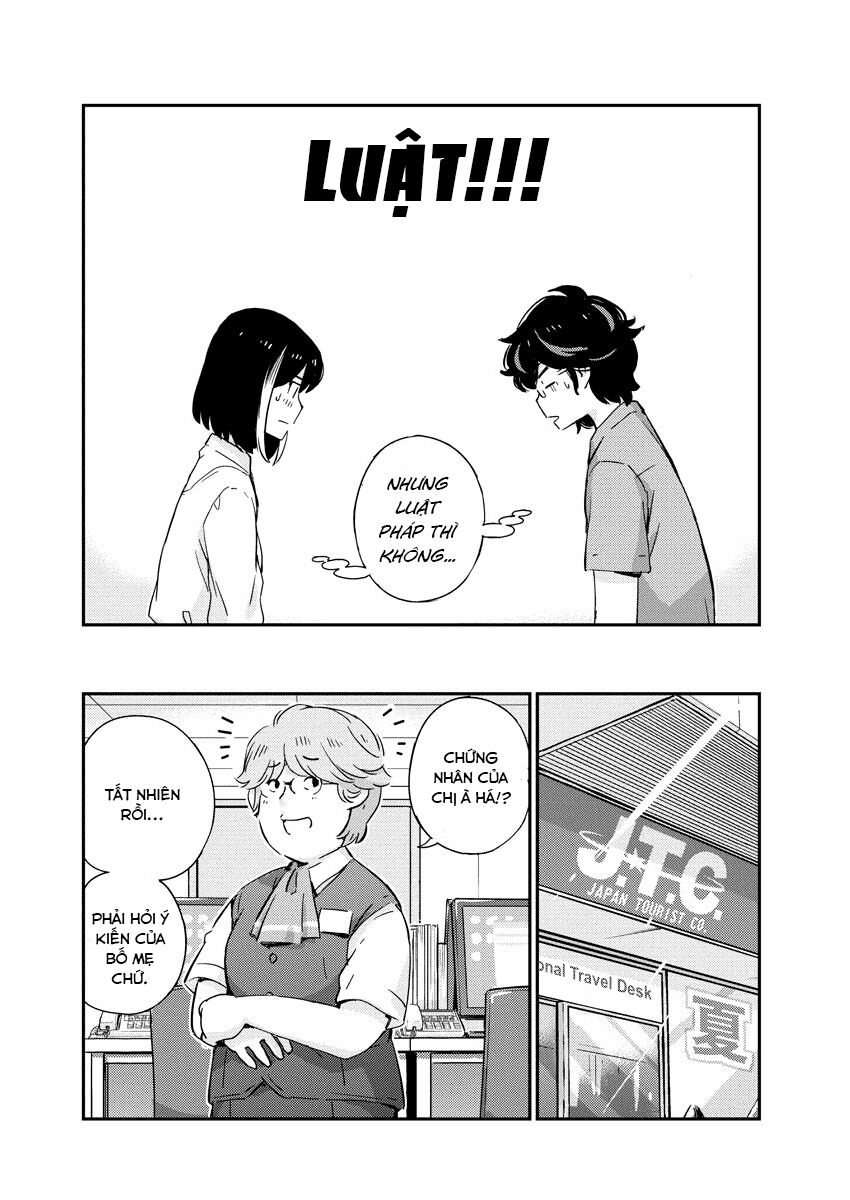 LUẬT!!!
NHƯNG
LUẬT
PHÁP THÌ
KHÔNG...
J.T.C.
JAPAN TOURIST CO.
onal Travel Desk
夏
CHỨNG
NHÂN CỦA
CHỊ À HÁ!?
TẤT NHIÊN
RỒI...
PHẢI HỎI Ý
KIẾN CỦA
BỐ MẸ
CHỨ.